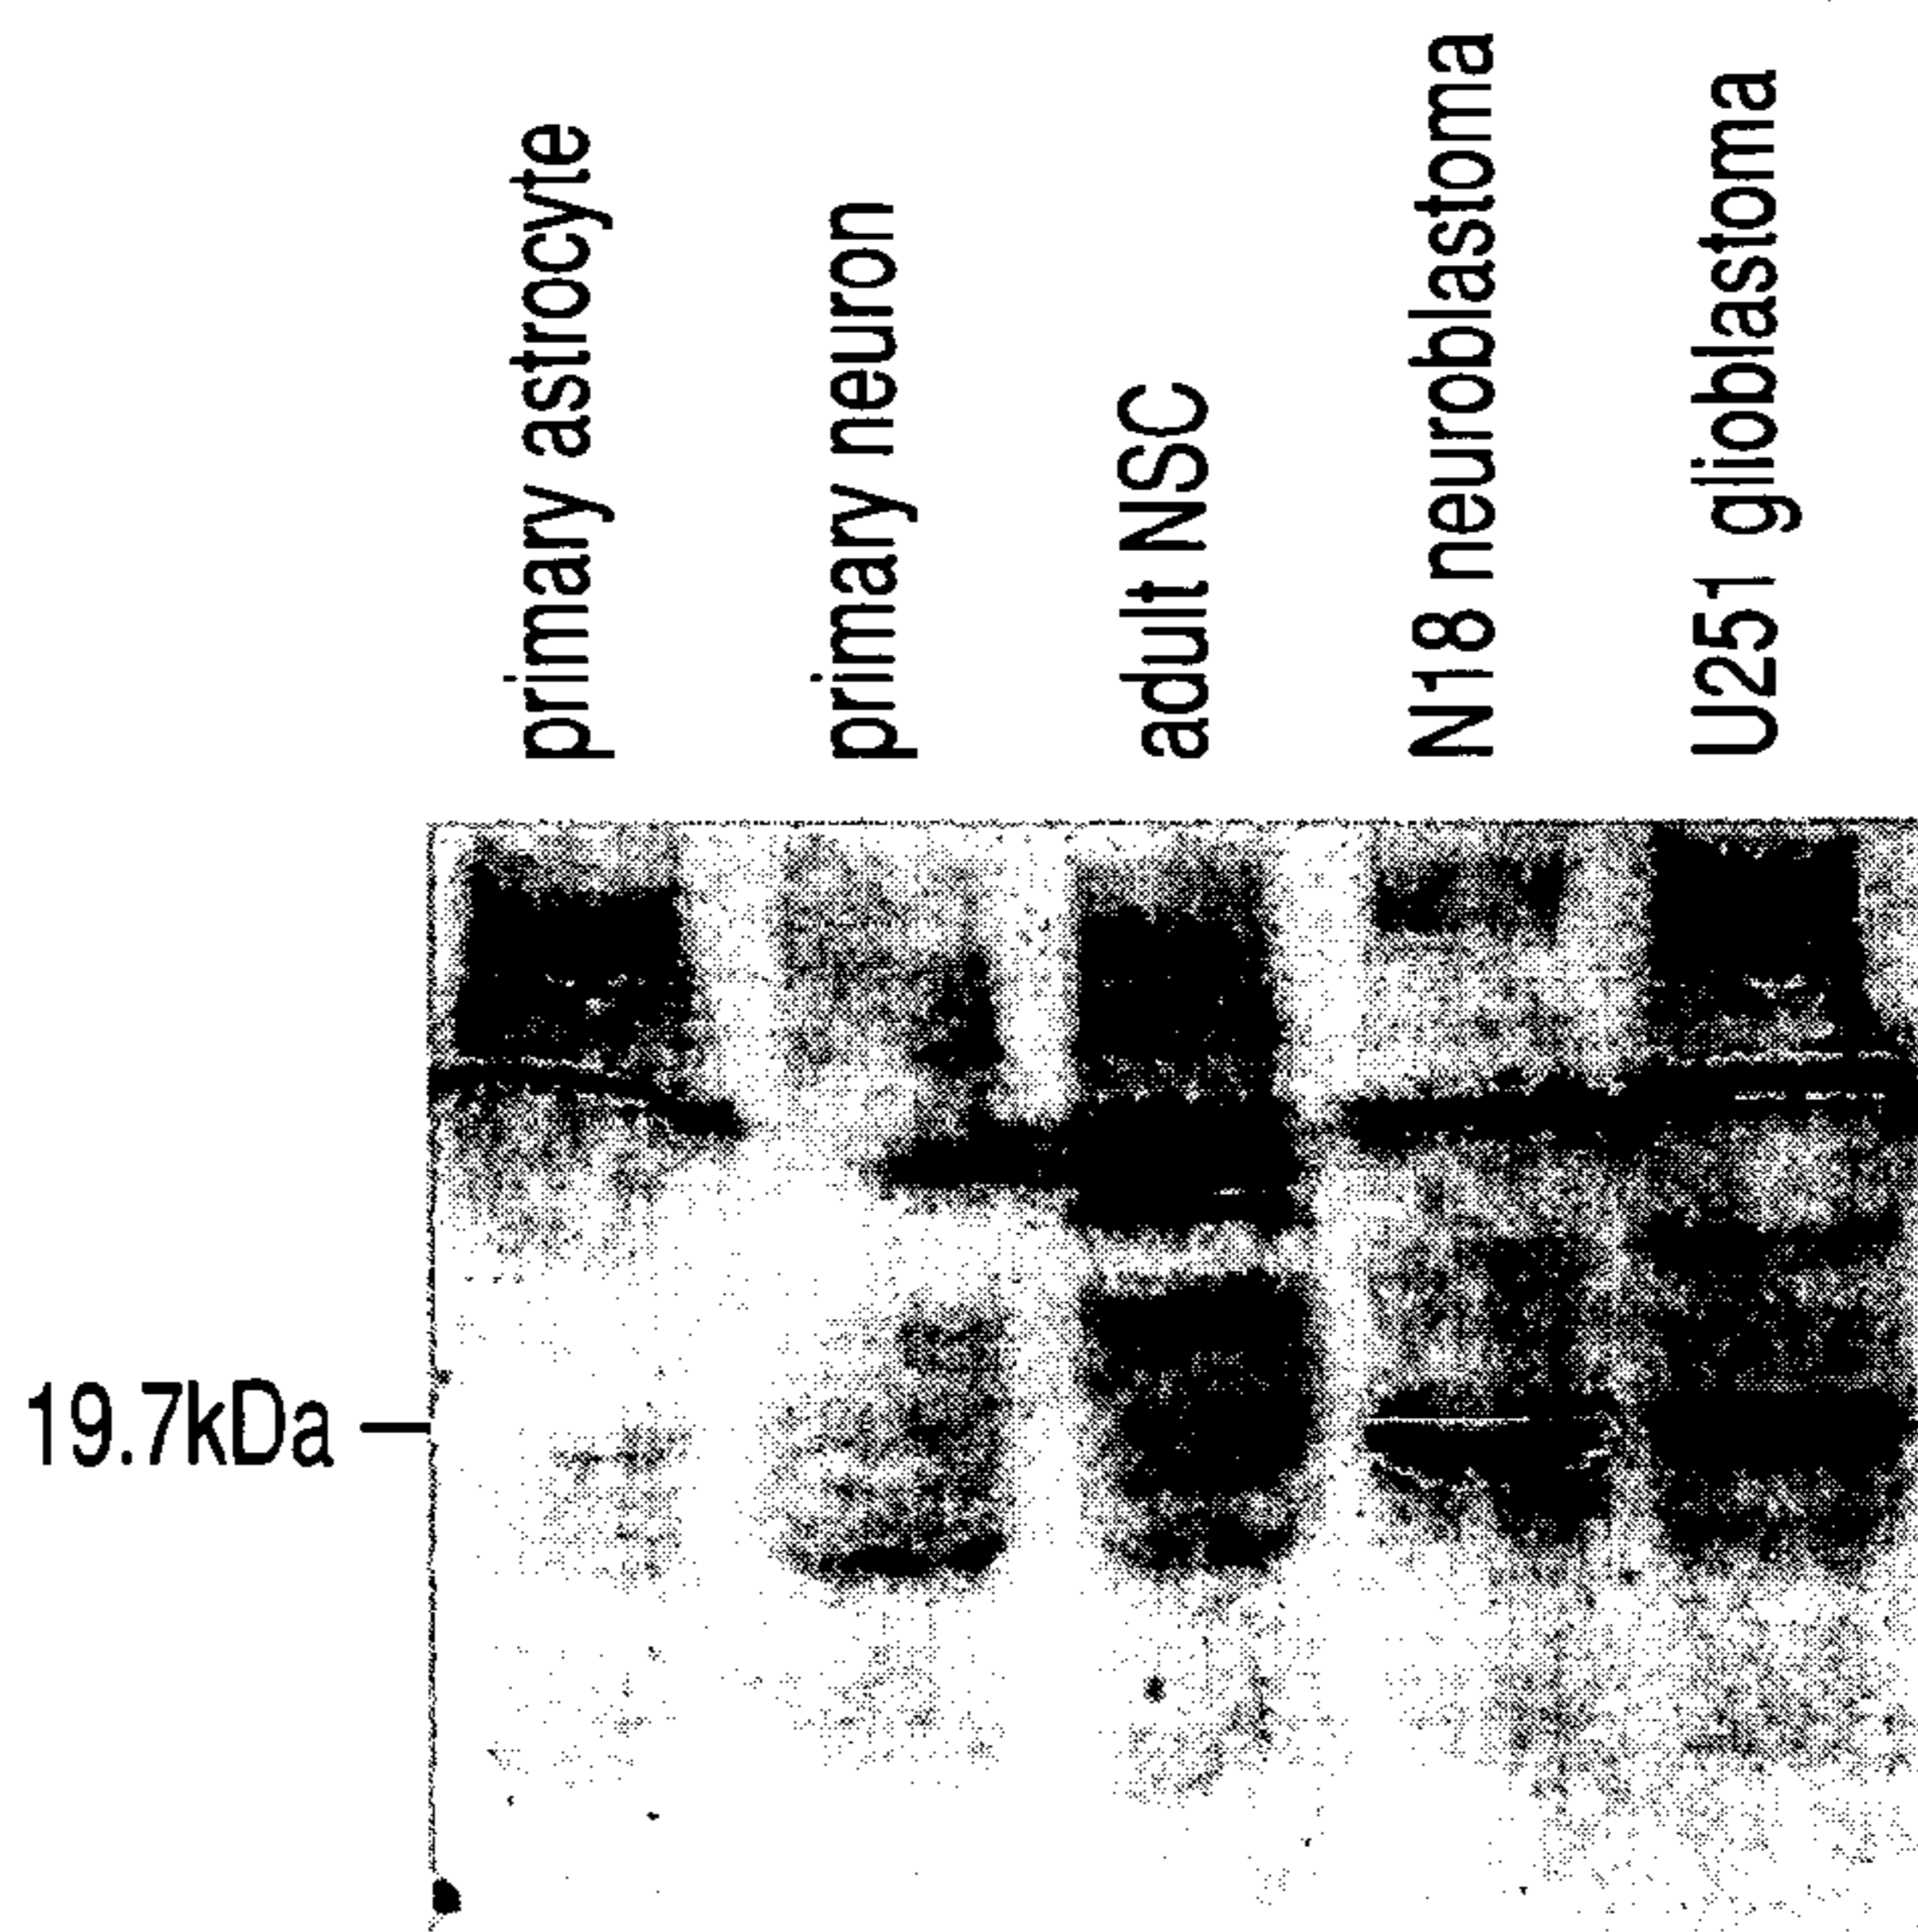 primary astrocyte
primary neuron
adult NSC
N18 neuroblastoma
U251 glioblastoma
19.7kDa